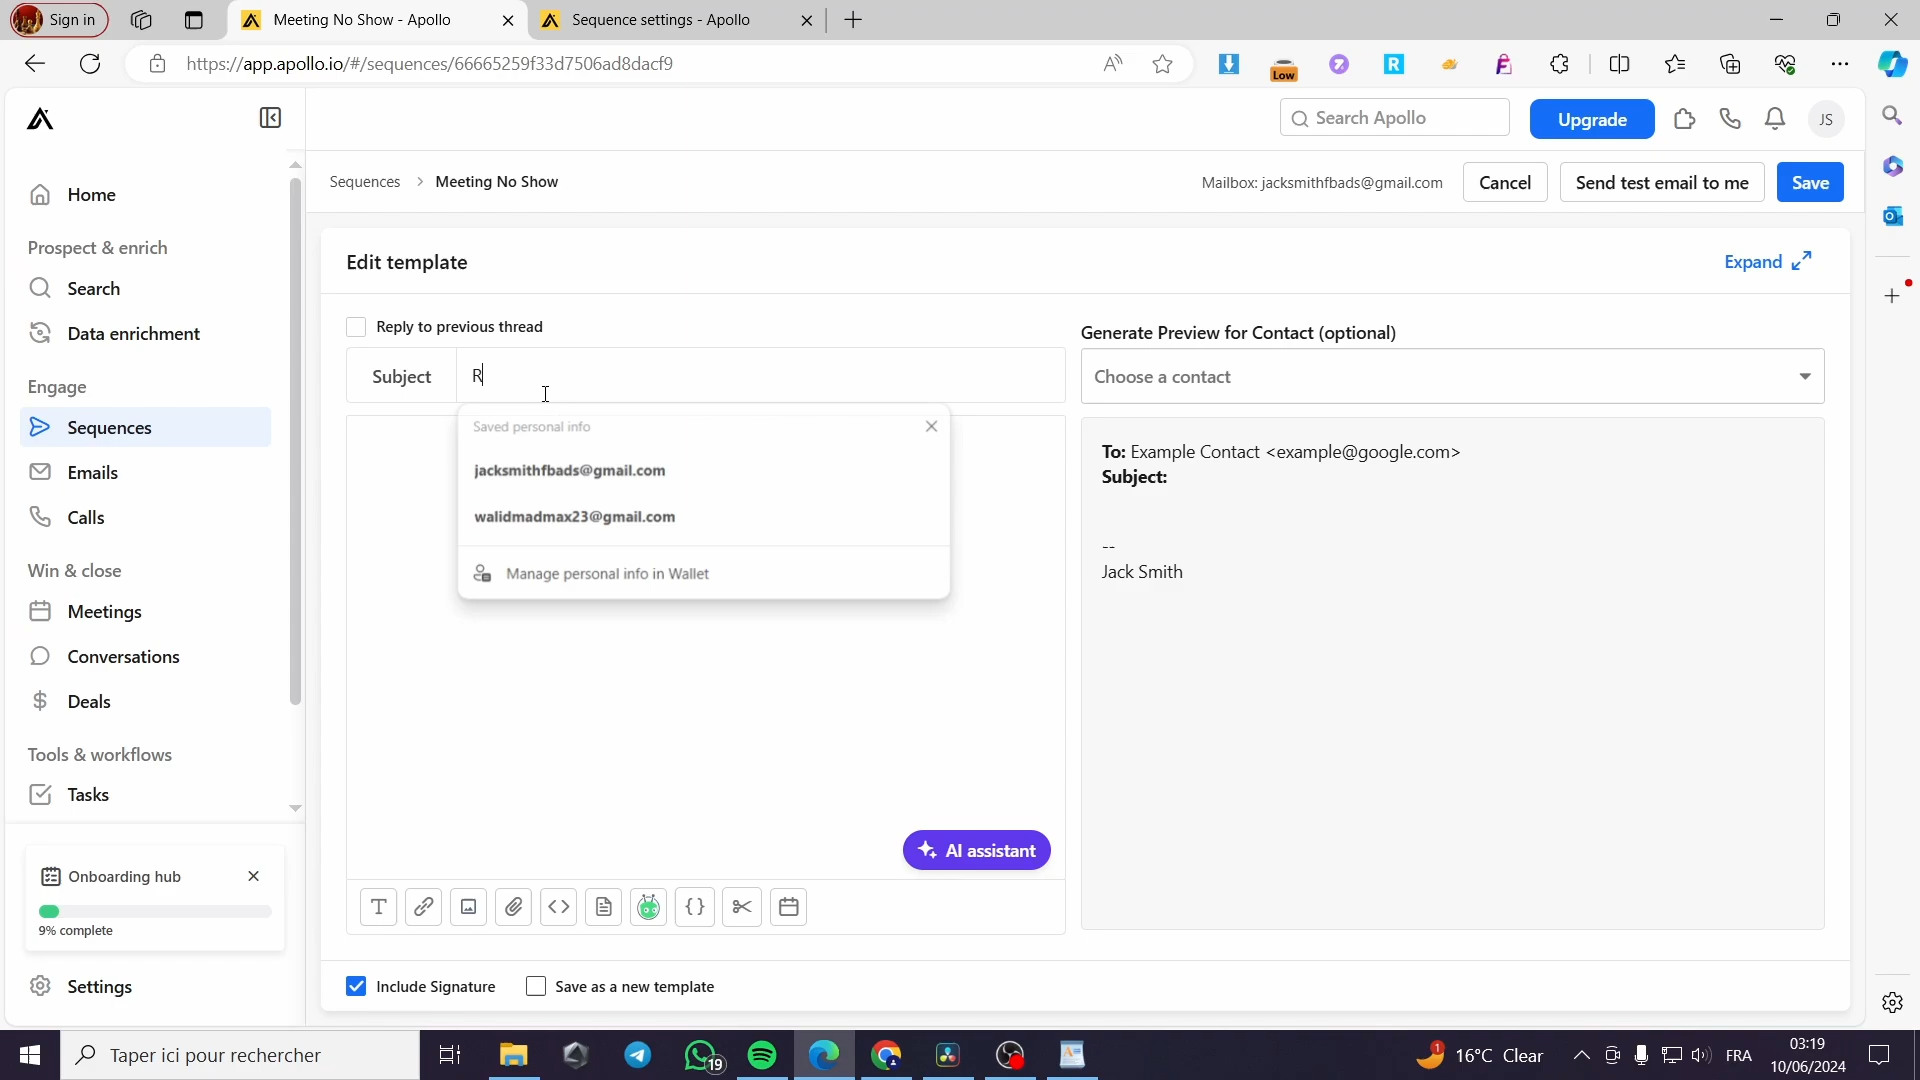 Sign in
Meeting No Show - Apollo
Sequence settings - Apollo
https://app.apollo.io/#/sequences/66665259f33d7506ad8dacf9
Low
Search Apollo
Upgrade
JS
Sequences > Meeting No Show
Mailbox: jacksmithfbads@gmail.com
Cancel
Send test email to me
Save
Home
Prospect & enrich
Search
Data enrichment
Engage
Sequences
Emails
Calls
Win & close
Meetings
Conversations
Deals
Tools & workflows
Tasks
Onboarding hub
9% complete
Settings
Edit template
Expand
Reply to previous thread
Subject R
Saved personal info
jacksmithfbads@gmail.com
walidmadmax23@gmail.com
Manage personal info in Wallet
AI assistant
Include Signature
Save as a new template
Generate Preview for Contact (optional)
Choose a contact
To: Example Contact <example@google.com>
Subject:
--
Jack Smith
Taper ici pour rechercher
19
1
16°C Clear
FRA
03:19
10/06/2024